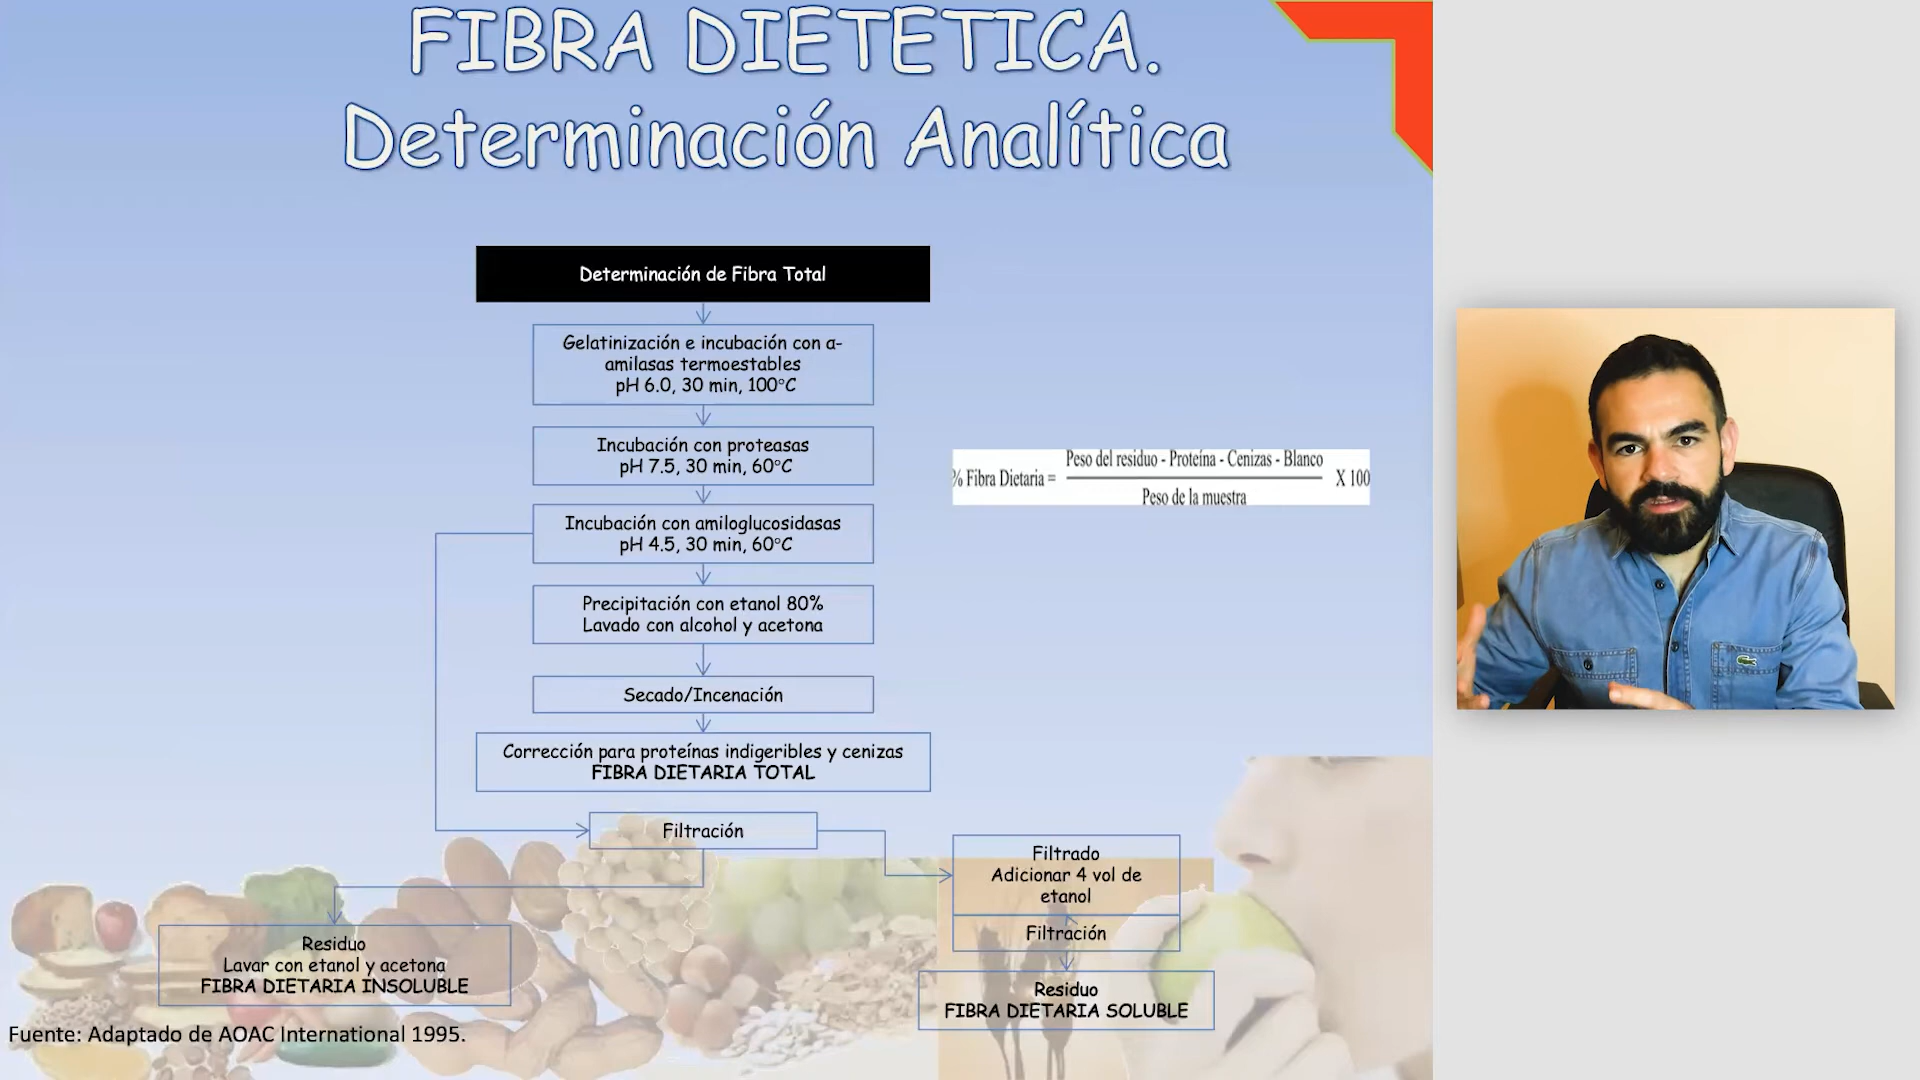 FIBRA DIETETICA.
Determinación Analítica
Determinación de Fibra Total
Gelatinización e incubación con α-
amilasas termoestables
pH 6.0, 30 min, 100°C
Incubación con proteasas
pH 7.5, 30 min, 60°C
Incubación con amiloglucosidasas
pH 4.5, 30 min, 60°C
Precipitación con etanol 80%
Lavado con alcohol y acetona
Secado/Incenación
Corrección para proteínas indigeribles y cenizas
FIBRA DIETARIA TOTAL
Filtración
Peso del residuo - Proteína - Cenizas - Blanco
% Fibra Dietaria = X 100
Peso de la muestra
Filtrado
Adicionar 4 vol de
etanol
Filtración
Residuo
FIBRA DIETARIA SOLUBLE
Residuo
Lavar con etanol y acetona
FIBRA DIETARIA INSOLUBLE
Fuente: Adaptado de AOAC International 1995.